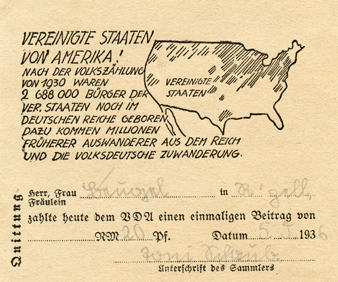 VEREINIGTE STAATEN
VON AMERIKA!
NACH DER VOLKSZÄHLUNG
VON 1930 WAREN
2 688 000 BÜRGER DER
VER. STAATEN NOCH IM
DEUTSCHEN REICHE GEBOREN
DAZU KOMMEN MILLIONEN
FRÜHERER AUSWANDERER AUS DEM REICH
UND DIE VOLKSDEUTSCHE ZUWANDERUNG.
VEREINIGTE
STAATEN
Quittung
Herr, Frau
Fräulein
in
zahlte heute dem VDA einen einmaligen Beitrag von
RM 20 Pf. Datum 1936
Unterschrift des Sammlers